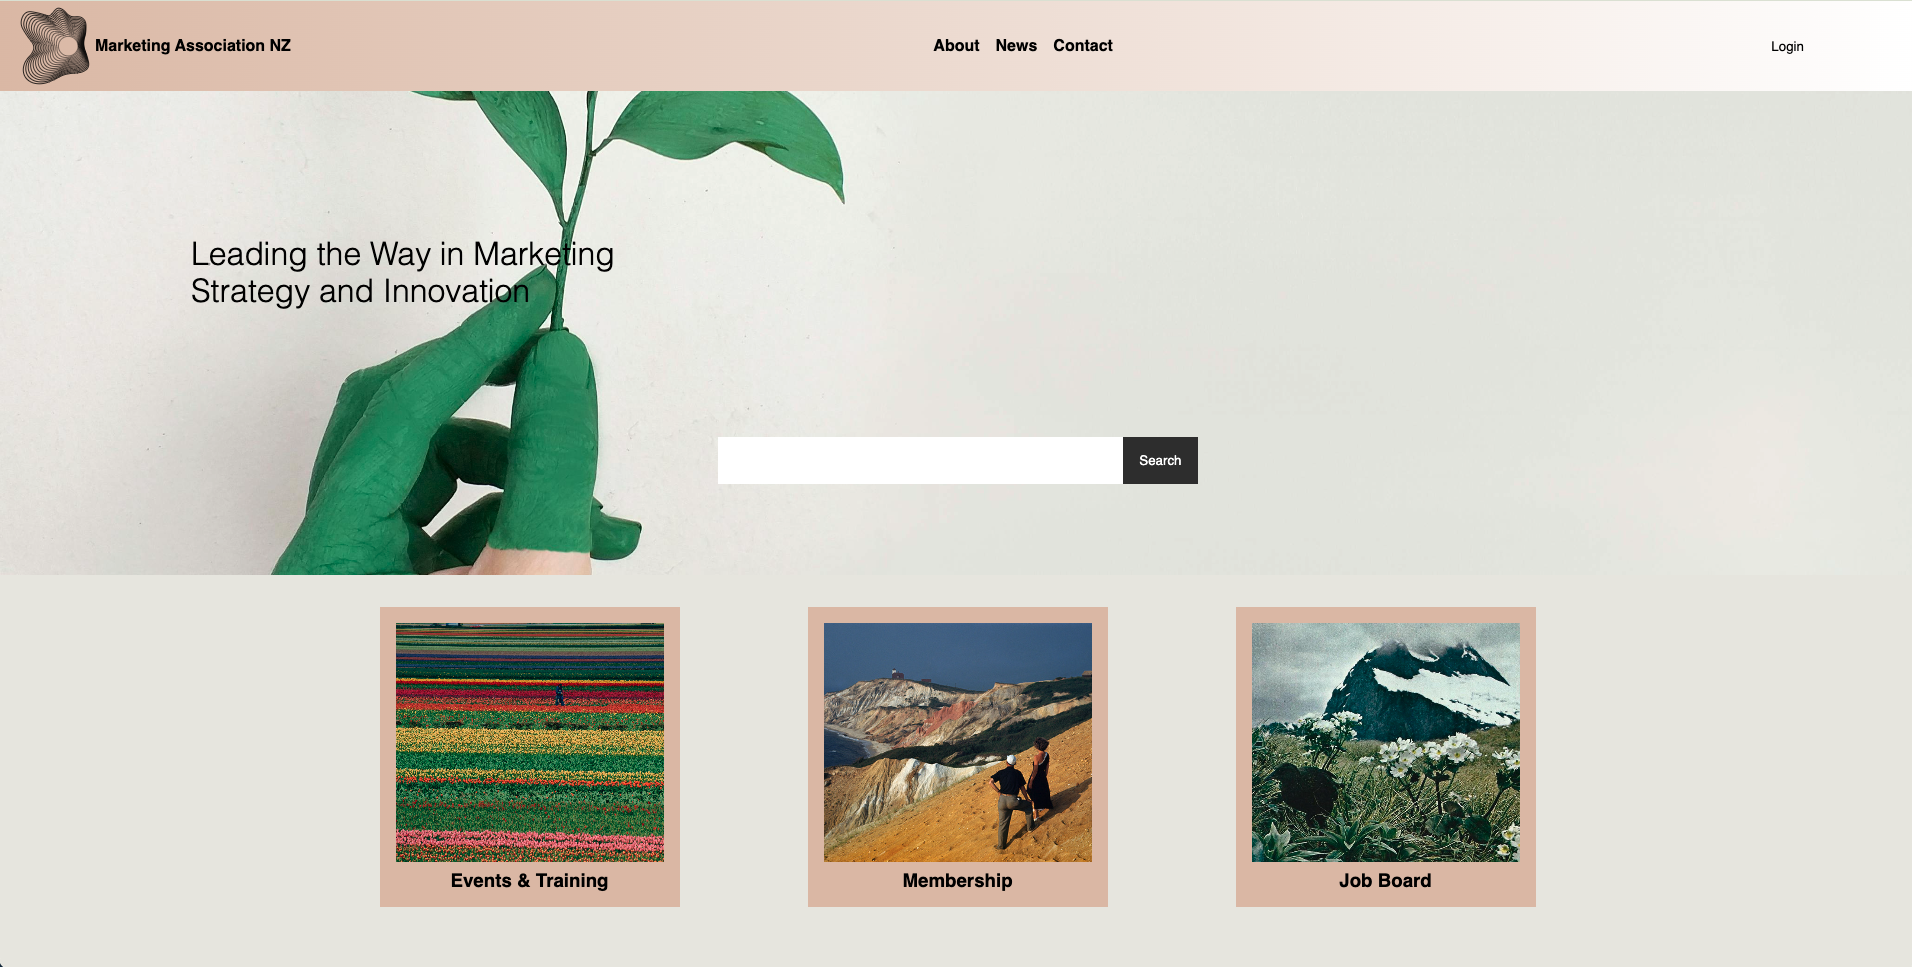 Marketing Association NZ
About News Contact
Login
Leading the Way in Marketing
Strategy and Innovation
Search
Events & Training
Membership
Job Board